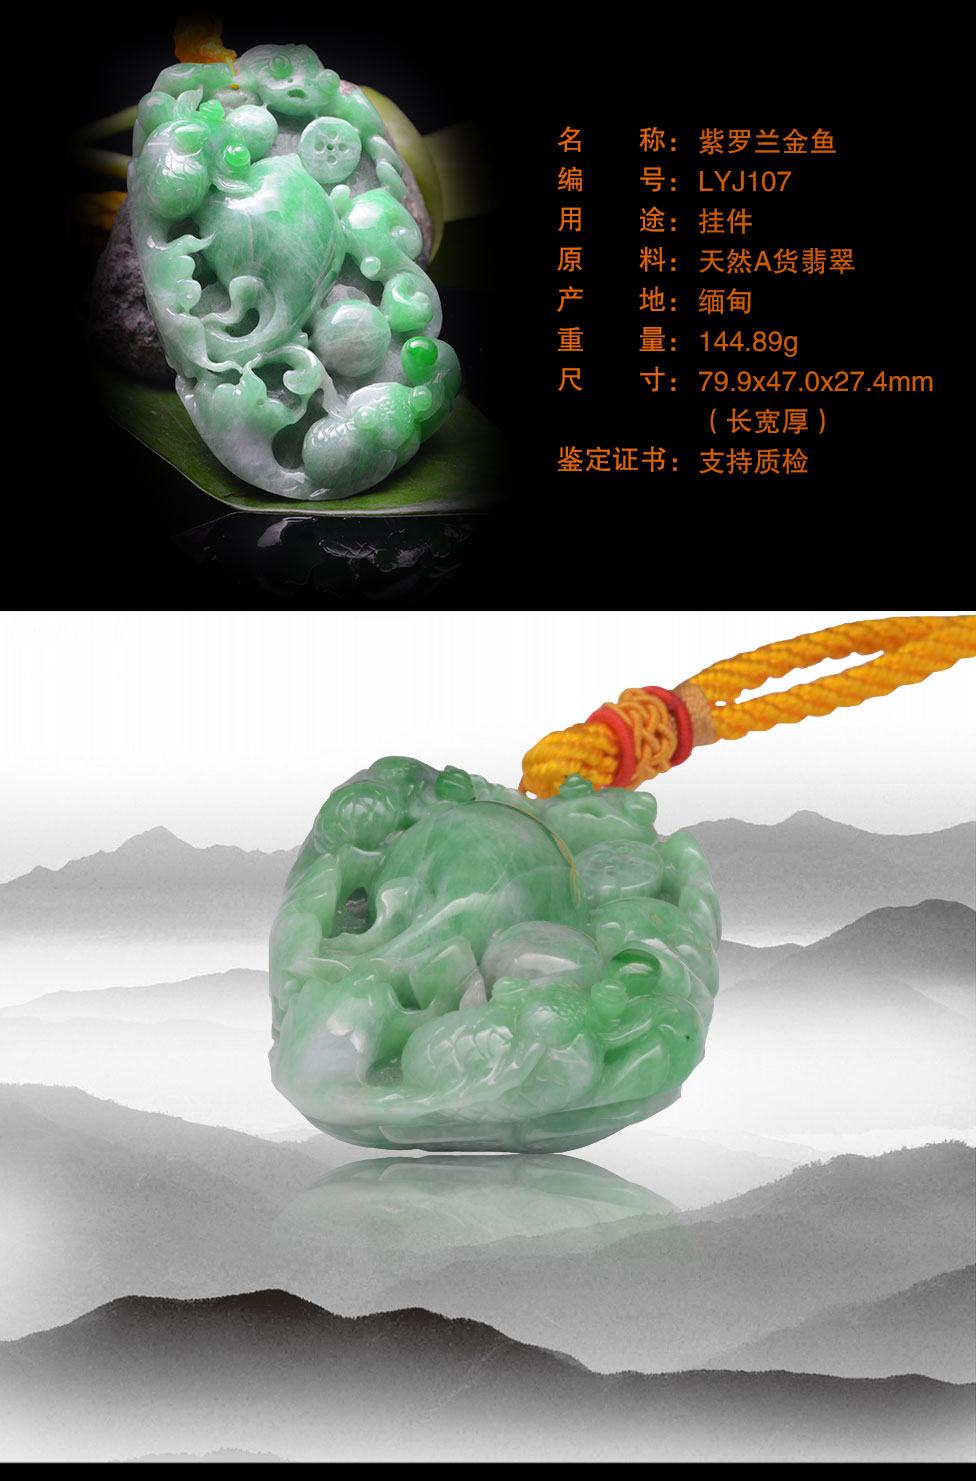 名 称：紫罗兰金鱼
编 号：LYJ107
用 途：挂件
原 料：天然A货翡翠
产 地：缅甸
重 量：144.89g
尺 寸：79.9x47.0x27.4mm
（长宽厚）
鉴定证书：支持质检